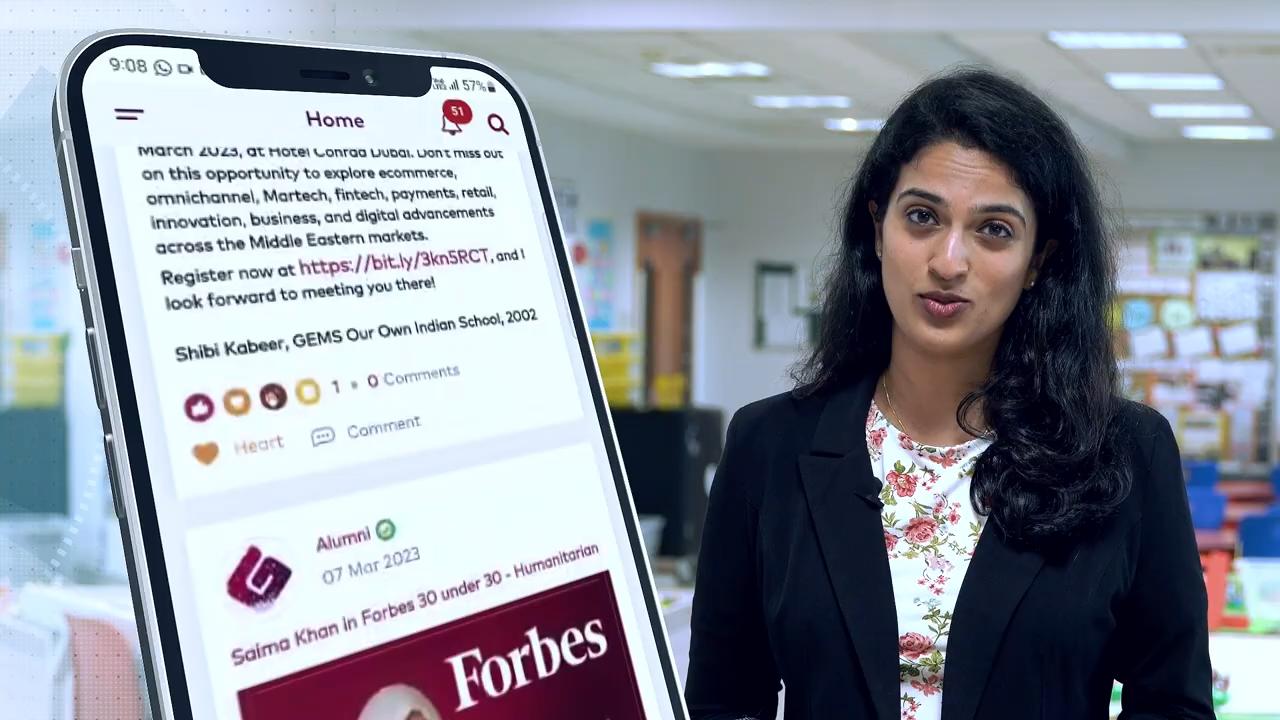 9:08
57%
51
Home
March 2023, at Hotel Conrad Dubai. Don't miss out
on this opportunity to explore ecommerce,
omnichannel, Martech, fintech, payments, retail,
innovation, business, and digital advancements
across the Middle Eastern markets.
Register now at https://bit.ly/3kn5RCT, and I
look forward to meeting you there!
Shibi Kabeer, GEMS Our Own Indian School, 2002
1 • 0 Comments
Heart Comment
Alumni
07 Mar 2023
Saima Khan in Forbes 30 under 30 - Humanitarian
Forbes